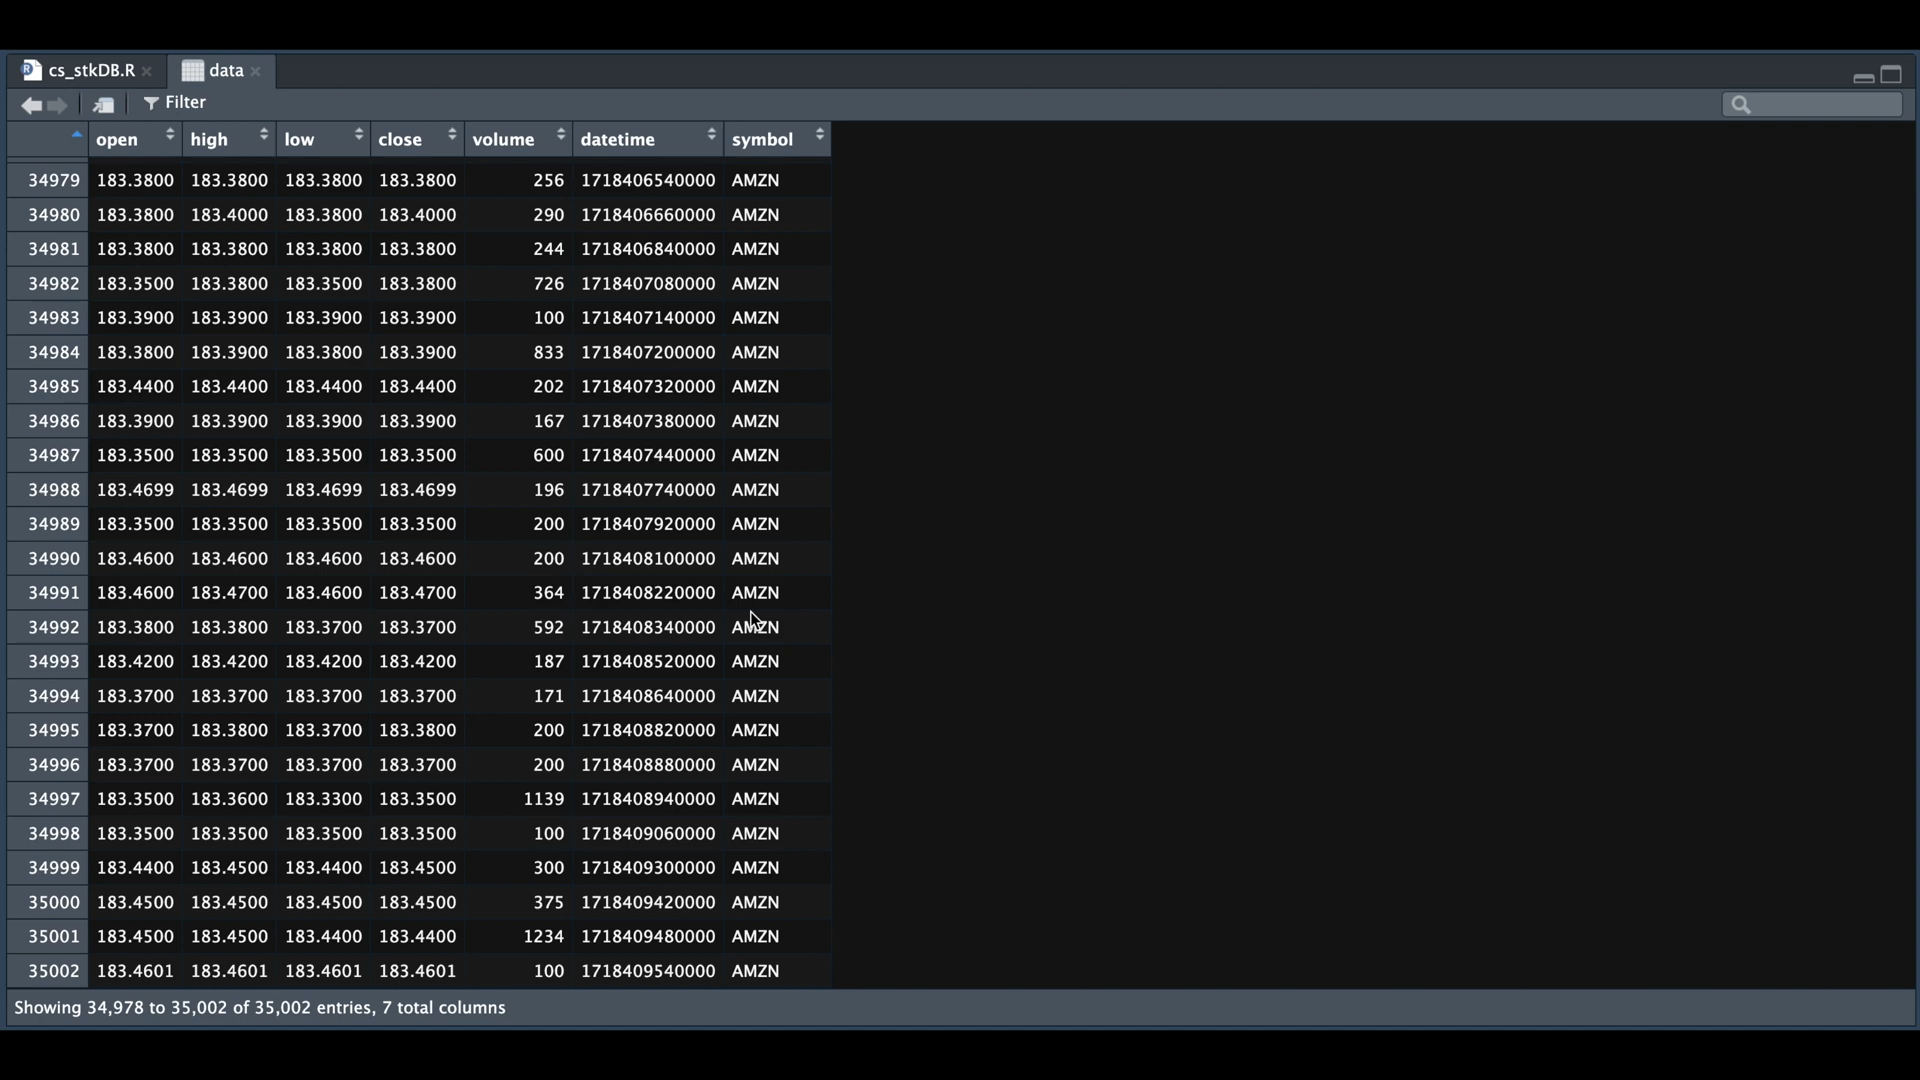 cs_stkDB.R data
Filter
open high low close volume datetime symbol
34979 183.3800 183.3800 183.3800 183.3800 256 1718406540000 AMZN
34980 183.3800 183.4000 183.3800 183.4000 290 1718406660000 AMZN
34981 183.3800 183.3800 183.3800 183.3800 244 1718406840000 AMZN
34982 183.3500 183.3800 183.3500 183.3800 726 1718407080000 AMZN
34983 183.3900 183.3900 183.3900 183.3900 100 1718407140000 AMZN
34984 183.3800 183.3900 183.3800 183.3900 833 1718407200000 AMZN
34985 183.4400 183.4400 183.4400 183.4400 202 1718407320000 AMZN
34986 183.3900 183.3900 183.3900 183.3900 167 1718407380000 AMZN
34987 183.3500 183.3500 183.3500 183.3500 600 1718407440000 AMZN
34988 183.4699 183.4699 183.4699 183.4699 196 1718407740000 AMZN
34989 183.3500 183.3500 183.3500 183.3500 200 1718407920000 AMZN
34990 183.4600 183.4600 183.4600 183.4600 200 1718408100000 AMZN
34991 183.4600 183.4700 183.4600 183.4700 364 1718408220000 AMZN
34992 183.3800 183.3800 183.3700 183.3700 592 1718408340000 AMZN
34993 183.4200 183.4200 183.4200 183.4200 187 1718408520000 AMZN
34994 183.3700 183.3700 183.3700 183.3700 171 1718408640000 AMZN
34995 183.3700 183.3800 183.3700 183.3800 200 1718408820000 AMZN
34996 183.3700 183.3700 183.3700 183.3700 200 1718408880000 AMZN
34997 183.3500 183.3600 183.3300 183.3500 1139 1718408940000 AMZN
34998 183.3500 183.3500 183.3500 183.3500 100 1718409060000 AMZN
34999 183.4400 183.4500 183.4400 183.4500 300 1718409300000 AMZN
35000 183.4500 183.4500 183.4500 183.4500 375 1718409420000 AMZN
35001 183.4500 183.4500 183.4400 183.4400 1234 1718409480000 AMZN
35002 183.4601 183.4601 183.4601 183.4601 100 1718409540000 AMZN
Showing 34,978 to 35,002 of 35,002 entries, 7 total columns